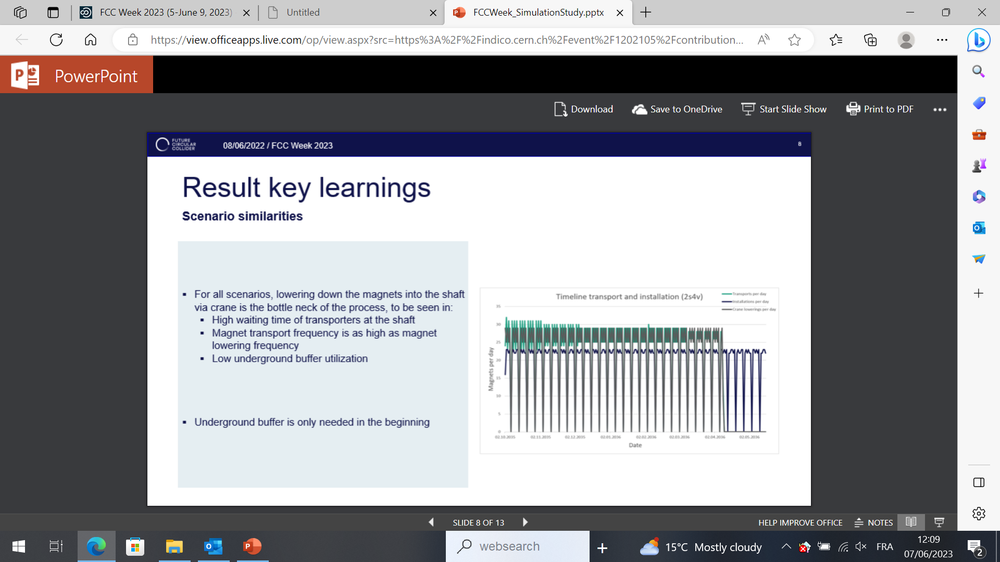 FCC Week 2023 (5-June 9, 2023)
Untitled
FCCWeek_SimulationStudy.pptx
https://view.officeapps.live.com/op/view.aspx?src=https%3A%2F%2Findico.cern.ch%2Fevent%2F1202105%2Fcontribution...
PowerPoint
Download
Save to OneDrive
Start Slide Show
Print to PDF
FUTURE
CIRCULAR
COLLIDER
08/06/2022 / FCC Week 2023
8
Result key learnings
Scenario similarities
▪ For all scenarios, lowering down the magnets into the shaft
via crane is the bottle neck of the process, to be seen in:
▪ High waiting time of transporters at the shaft
▪ Magnet transport frequency is as high as magnet
lowering frequency
▪ Low underground buffer utilization
▪ Underground buffer is only needed in the beginning
Timeline transport and installation (2s4v)
Transports per day
Installations per day
Crane lowerings per day
Magnets per day
35
30
25
20
15
10
5
0
02.10.2035 02.11.2035 02.12.2035 02.01.2036 02.02.2036 02.03.2036 02.04.2036 02.05.2036
Date
SLIDE 8 OF 13
HELP IMPROVE OFFICE
NOTES
websearch
15°C Mostly cloudy
FRA
12:09
07/06/2023
2